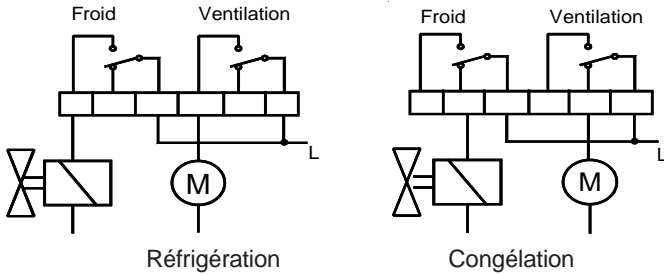 Froid Ventilation
Froid Ventilation
L
L
M
M
Réfrigération
Congélation